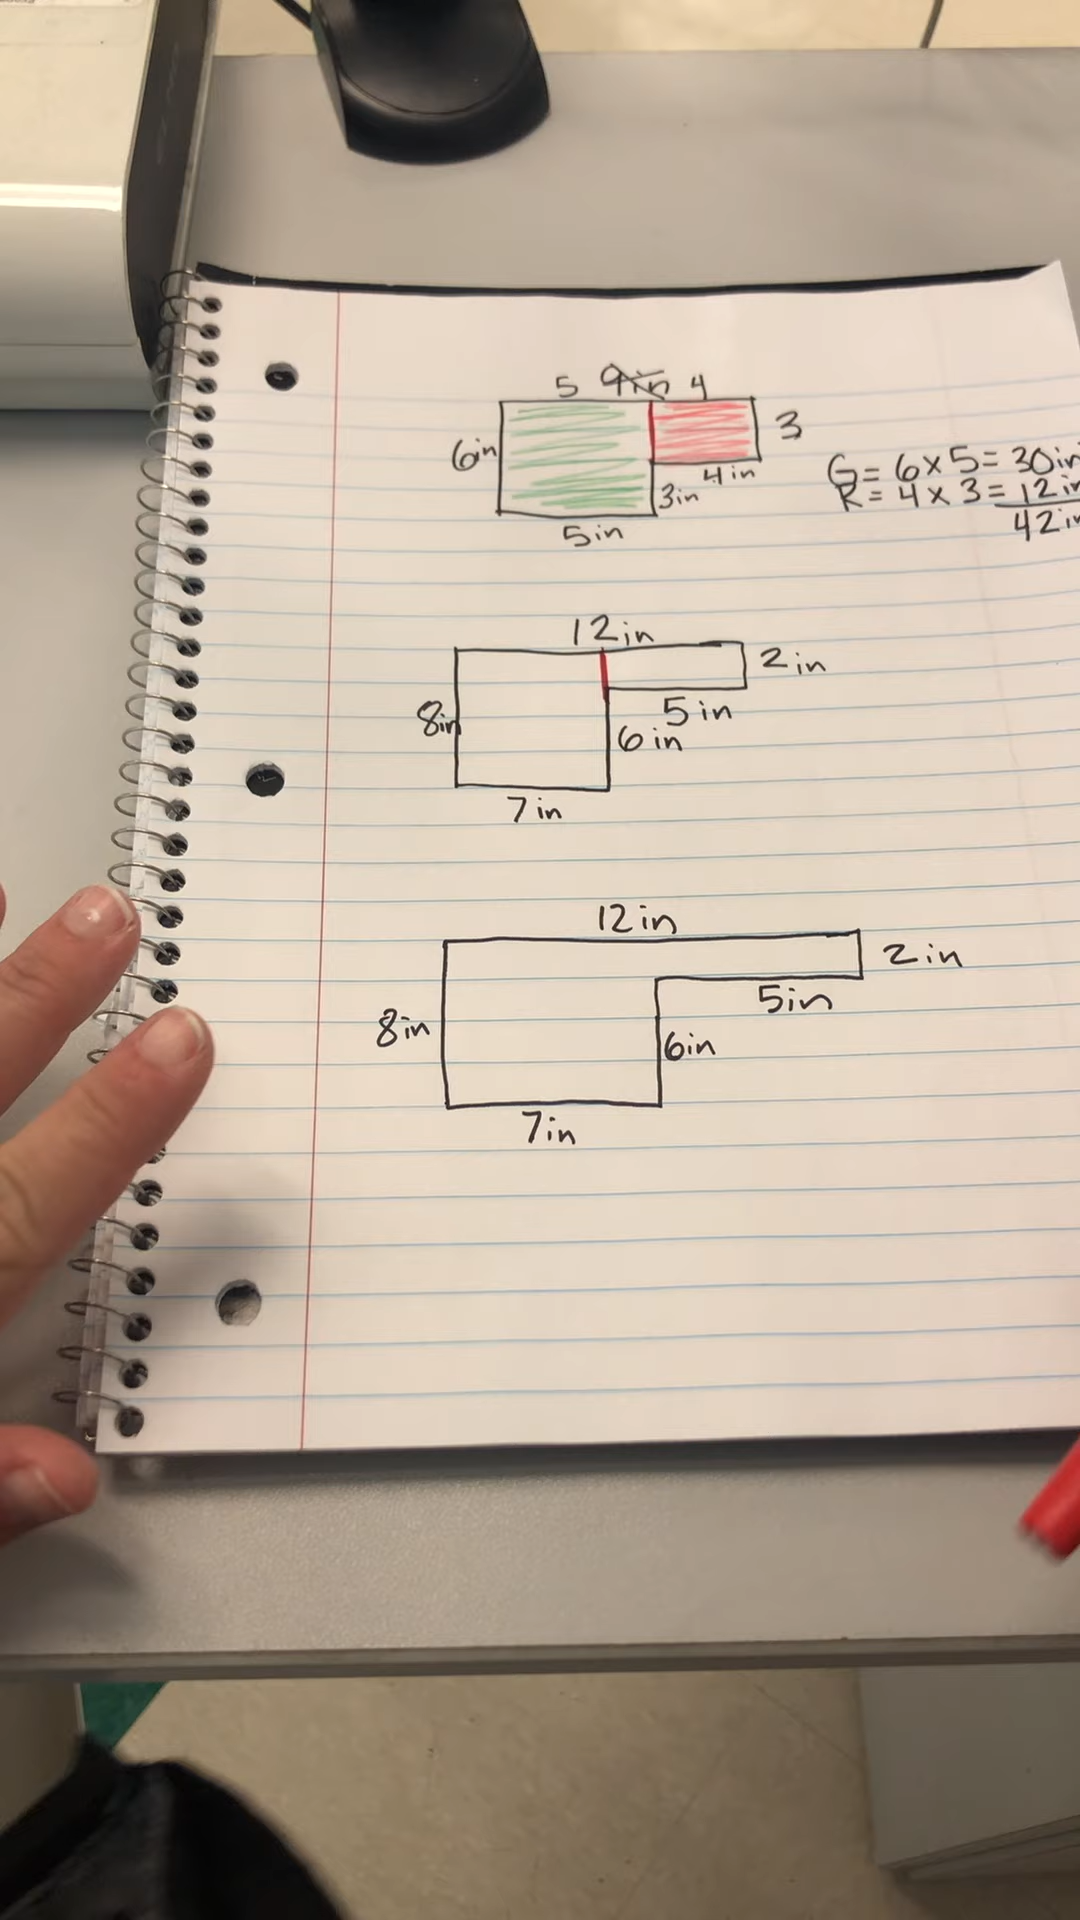 5 9in 4
6in
3
4in
3in
5in
G= 6 x 5 = 30in
R= 4 x 3 = 12in
42in
12in
2in
8in
5in
6in
7in
12in
2in
8in
5in
6in
7in